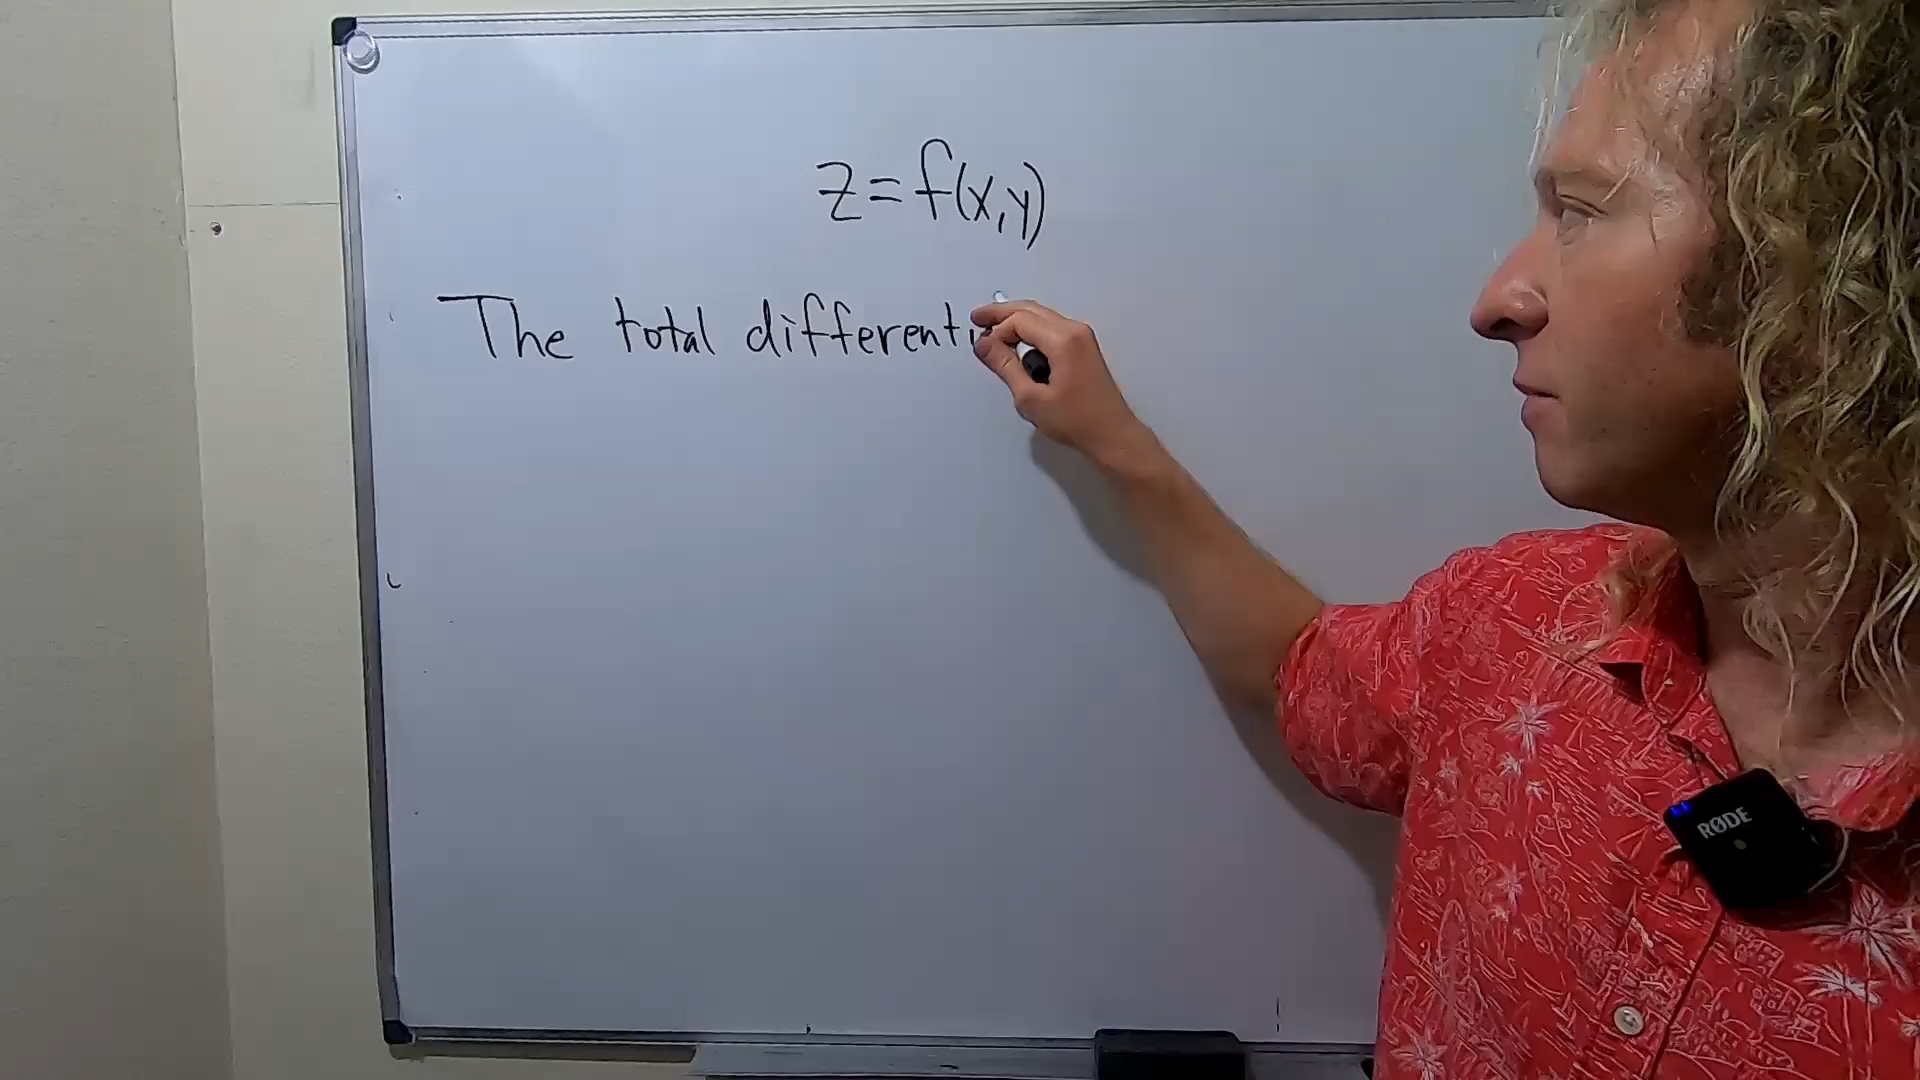 z=f(x,y)
The total differenti
RØDE